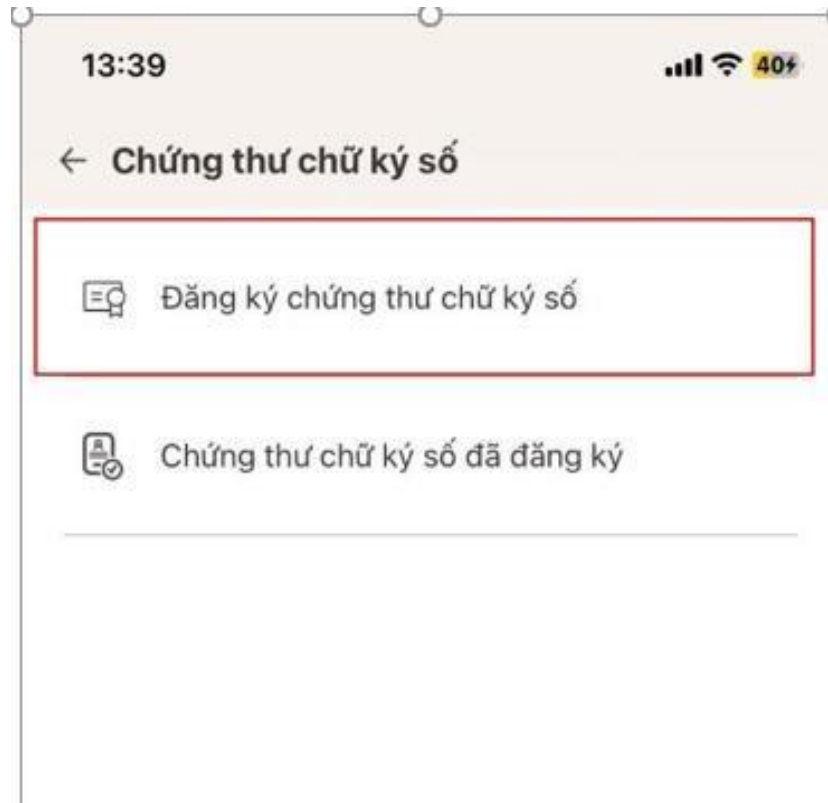 13:39
40
Chứng thư chữ ký số
Đăng ký chứng thư chữ ký số
Chứng thư chữ ký số đã đăng ký